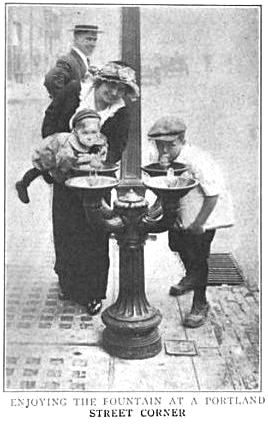 ENJOYING THE FOUNTAIN AT A PORTLAND
STREET CORNER